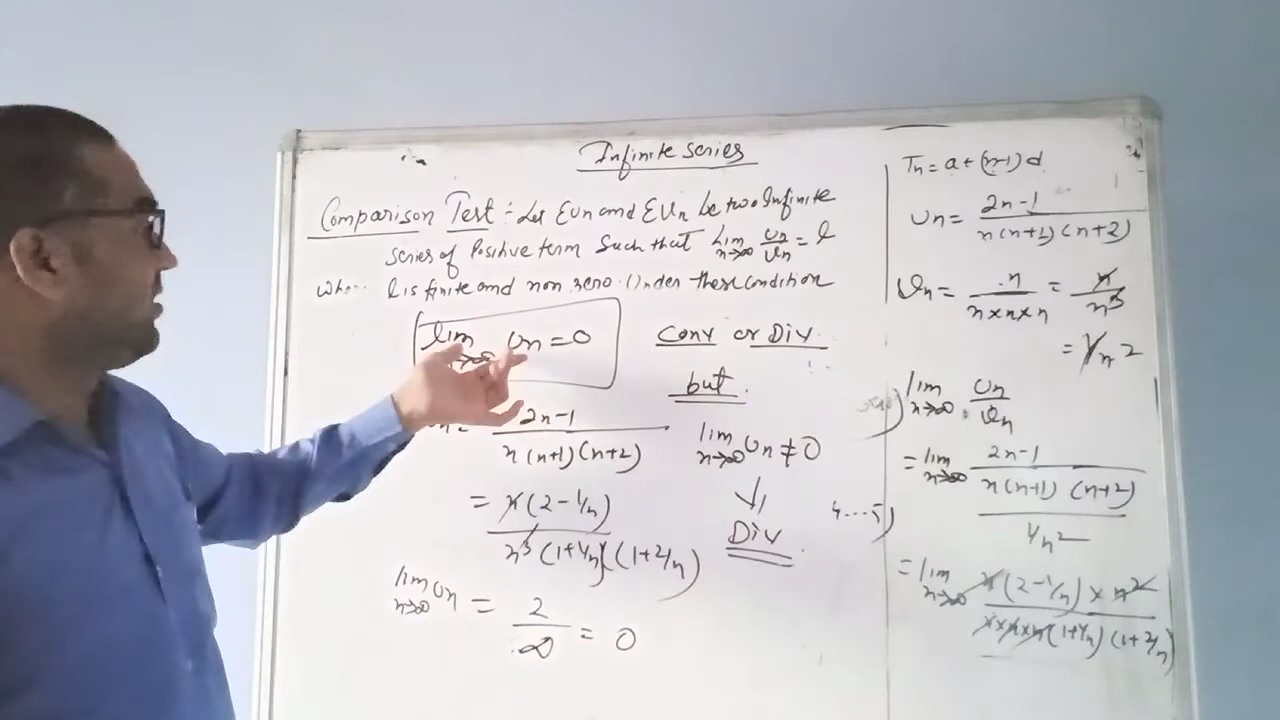 Infinite series
Comparison Test :- Let Σun and Σvn be two Infinite
series of Positive term Such that lim n→∞ un/vn = l
l is finite and non zero. Under these condition
lim n→∞ un = 0
Conv or Div.
but.
2n-1 / n(n+1)(n+2)
= n(2-1/n) / n³(1+1/n)(1+2/n)
lim n→∞ un = 2/∞ = 0
lim n→∞ un ≠ 0
↓
Div
Tn = a+(n-1)d
un = 2n-1 / n(n+1)(n+2)
vn = n / n×n×n = n / n³
= 1/n²
lim n→∞ un/vn
= lim n→∞ 2n-1 / n(n+1)(n+2) / 1/n²
= lim n→∞ n(2-1/n)×n² / n×n×n(1+1/n)(1+2/n)